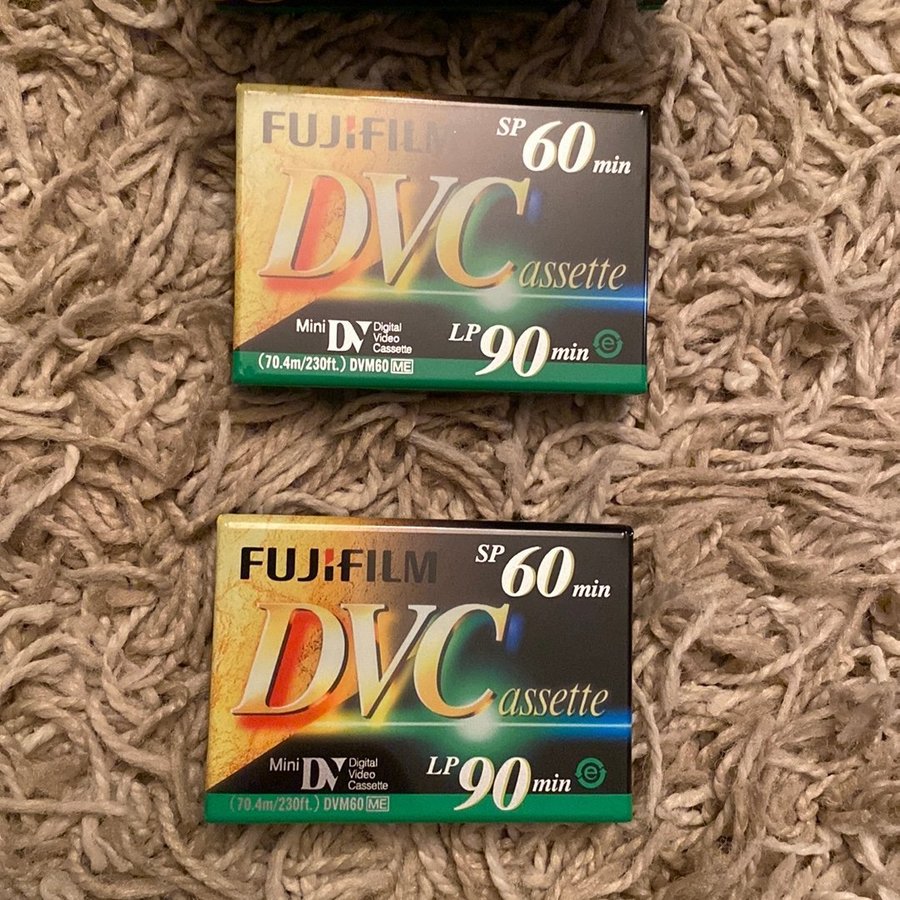 FUJIFILM
SP 60 min
DVCassette
Mini DV Digital Video Cassette
LP 90 min e
(70.4m/230ft.) DVM60 ME
FUJIFILM
SP 60 min
DVCassette
Mini DV Digital Video Cassette
LP 90 min e
(70.4m/230ft.) DVM60 ME